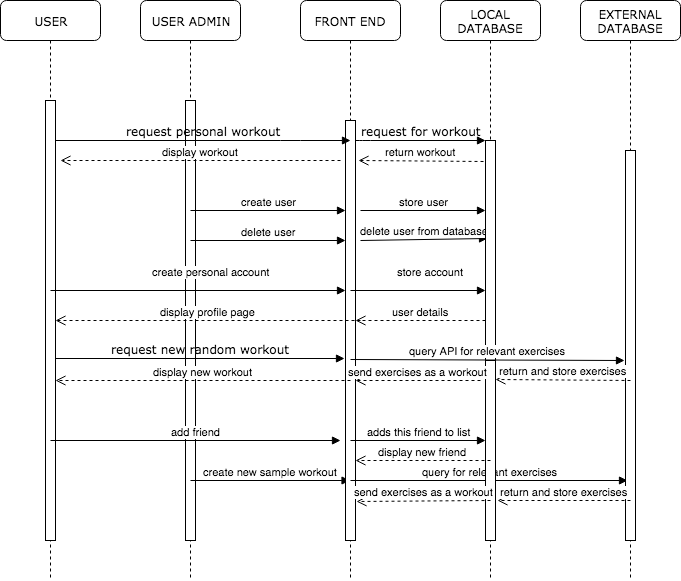 USER
USER ADMIN
FRONT END
LOCAL
DATABASE
EXTERNAL
DATABASE
request personal workout
request for workout
display workout
return workout
create user
store user
delete user
delete user from database
create personal account
store account
display profile page
user details
request new random workout
query API for relevant exercises
display new workout
send exercises as a workout
return and store exercises
add friend
adds this friend to list
display new friend
create new sample workout
query for relevant exercises
send exercises as a workout
return and store exercises